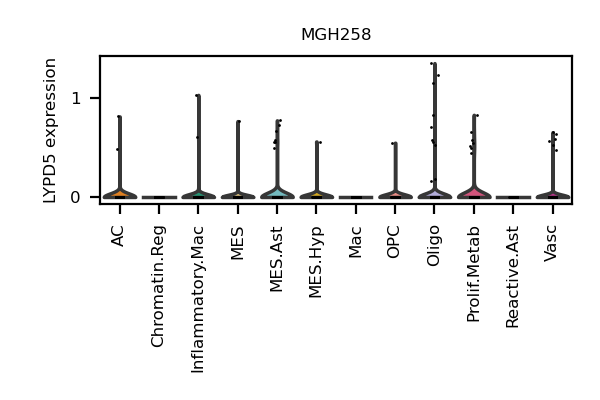 MGH258
LYPD5 expression
1
0
AC
Chromatin.Reg
Inflammatory.Mac
MES
MES.Ast
MES.Hyp
Mac
OPC
Oligo
Prolif.Metab
Reactive.Ast
Vasc